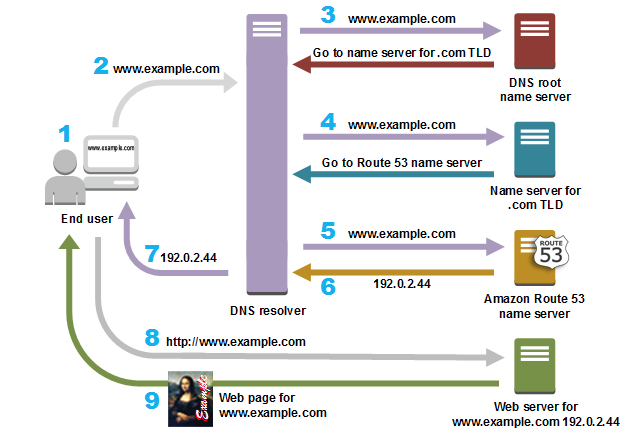 1
www.example.com
End user
2 www.example.com
DNS resolver
3 www.example.com
Go to name server for .com TLD
DNS root
name server
4 www.example.com
Go to Route 53 name server
Name server for
.com TLD
5 www.example.com
6 192.0.2.44
ROUTE
53
Amazon Route 53
name server
7 192.0.2.44
8 http://www.example.com
9
Example
Web page for
www.example.com
Web server for
www.example.com 192.0.2.44